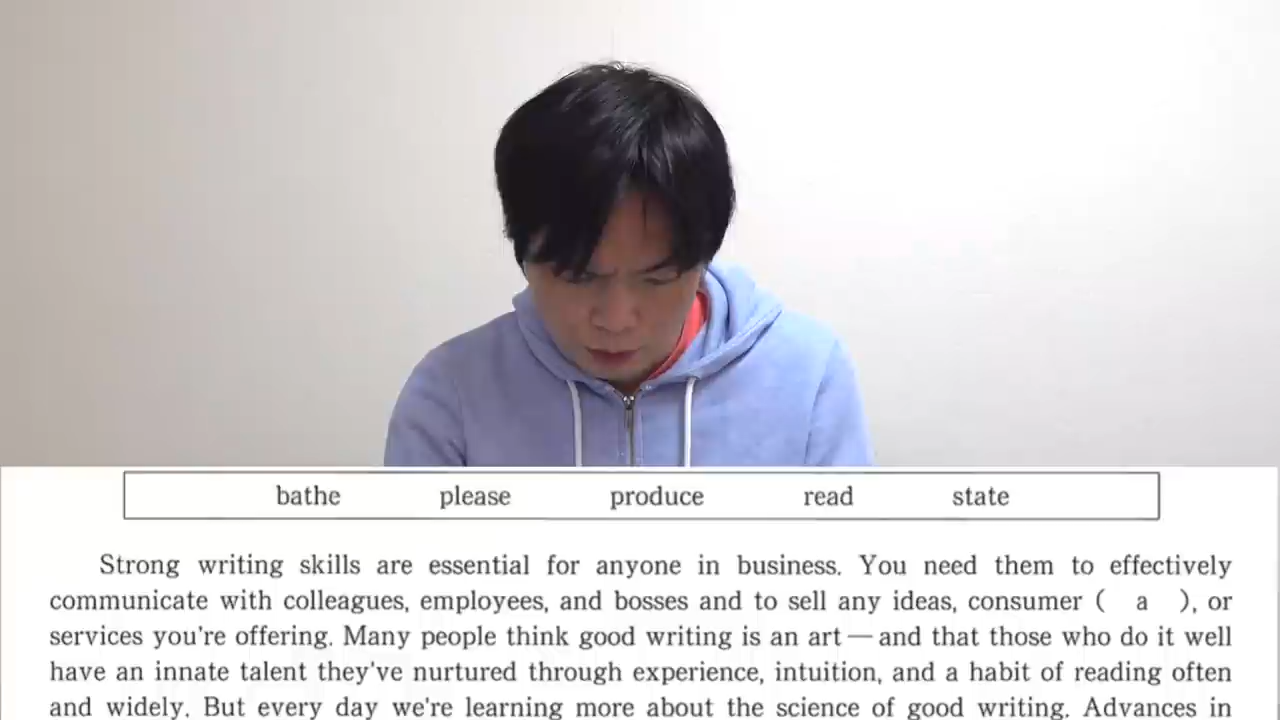 bathe please produce read state
Strong writing skills are essential for anyone in business. You need them to effectively
communicate with colleagues, employees, and bosses and to sell any ideas, consumer ( a ), or
services you're offering. Many people think good writing is an art — and that those who do it well
have an innate talent they've nurtured through experience, intuition, and a habit of reading often
and widely. But every day we're learning more about the science of good writing. Advances in